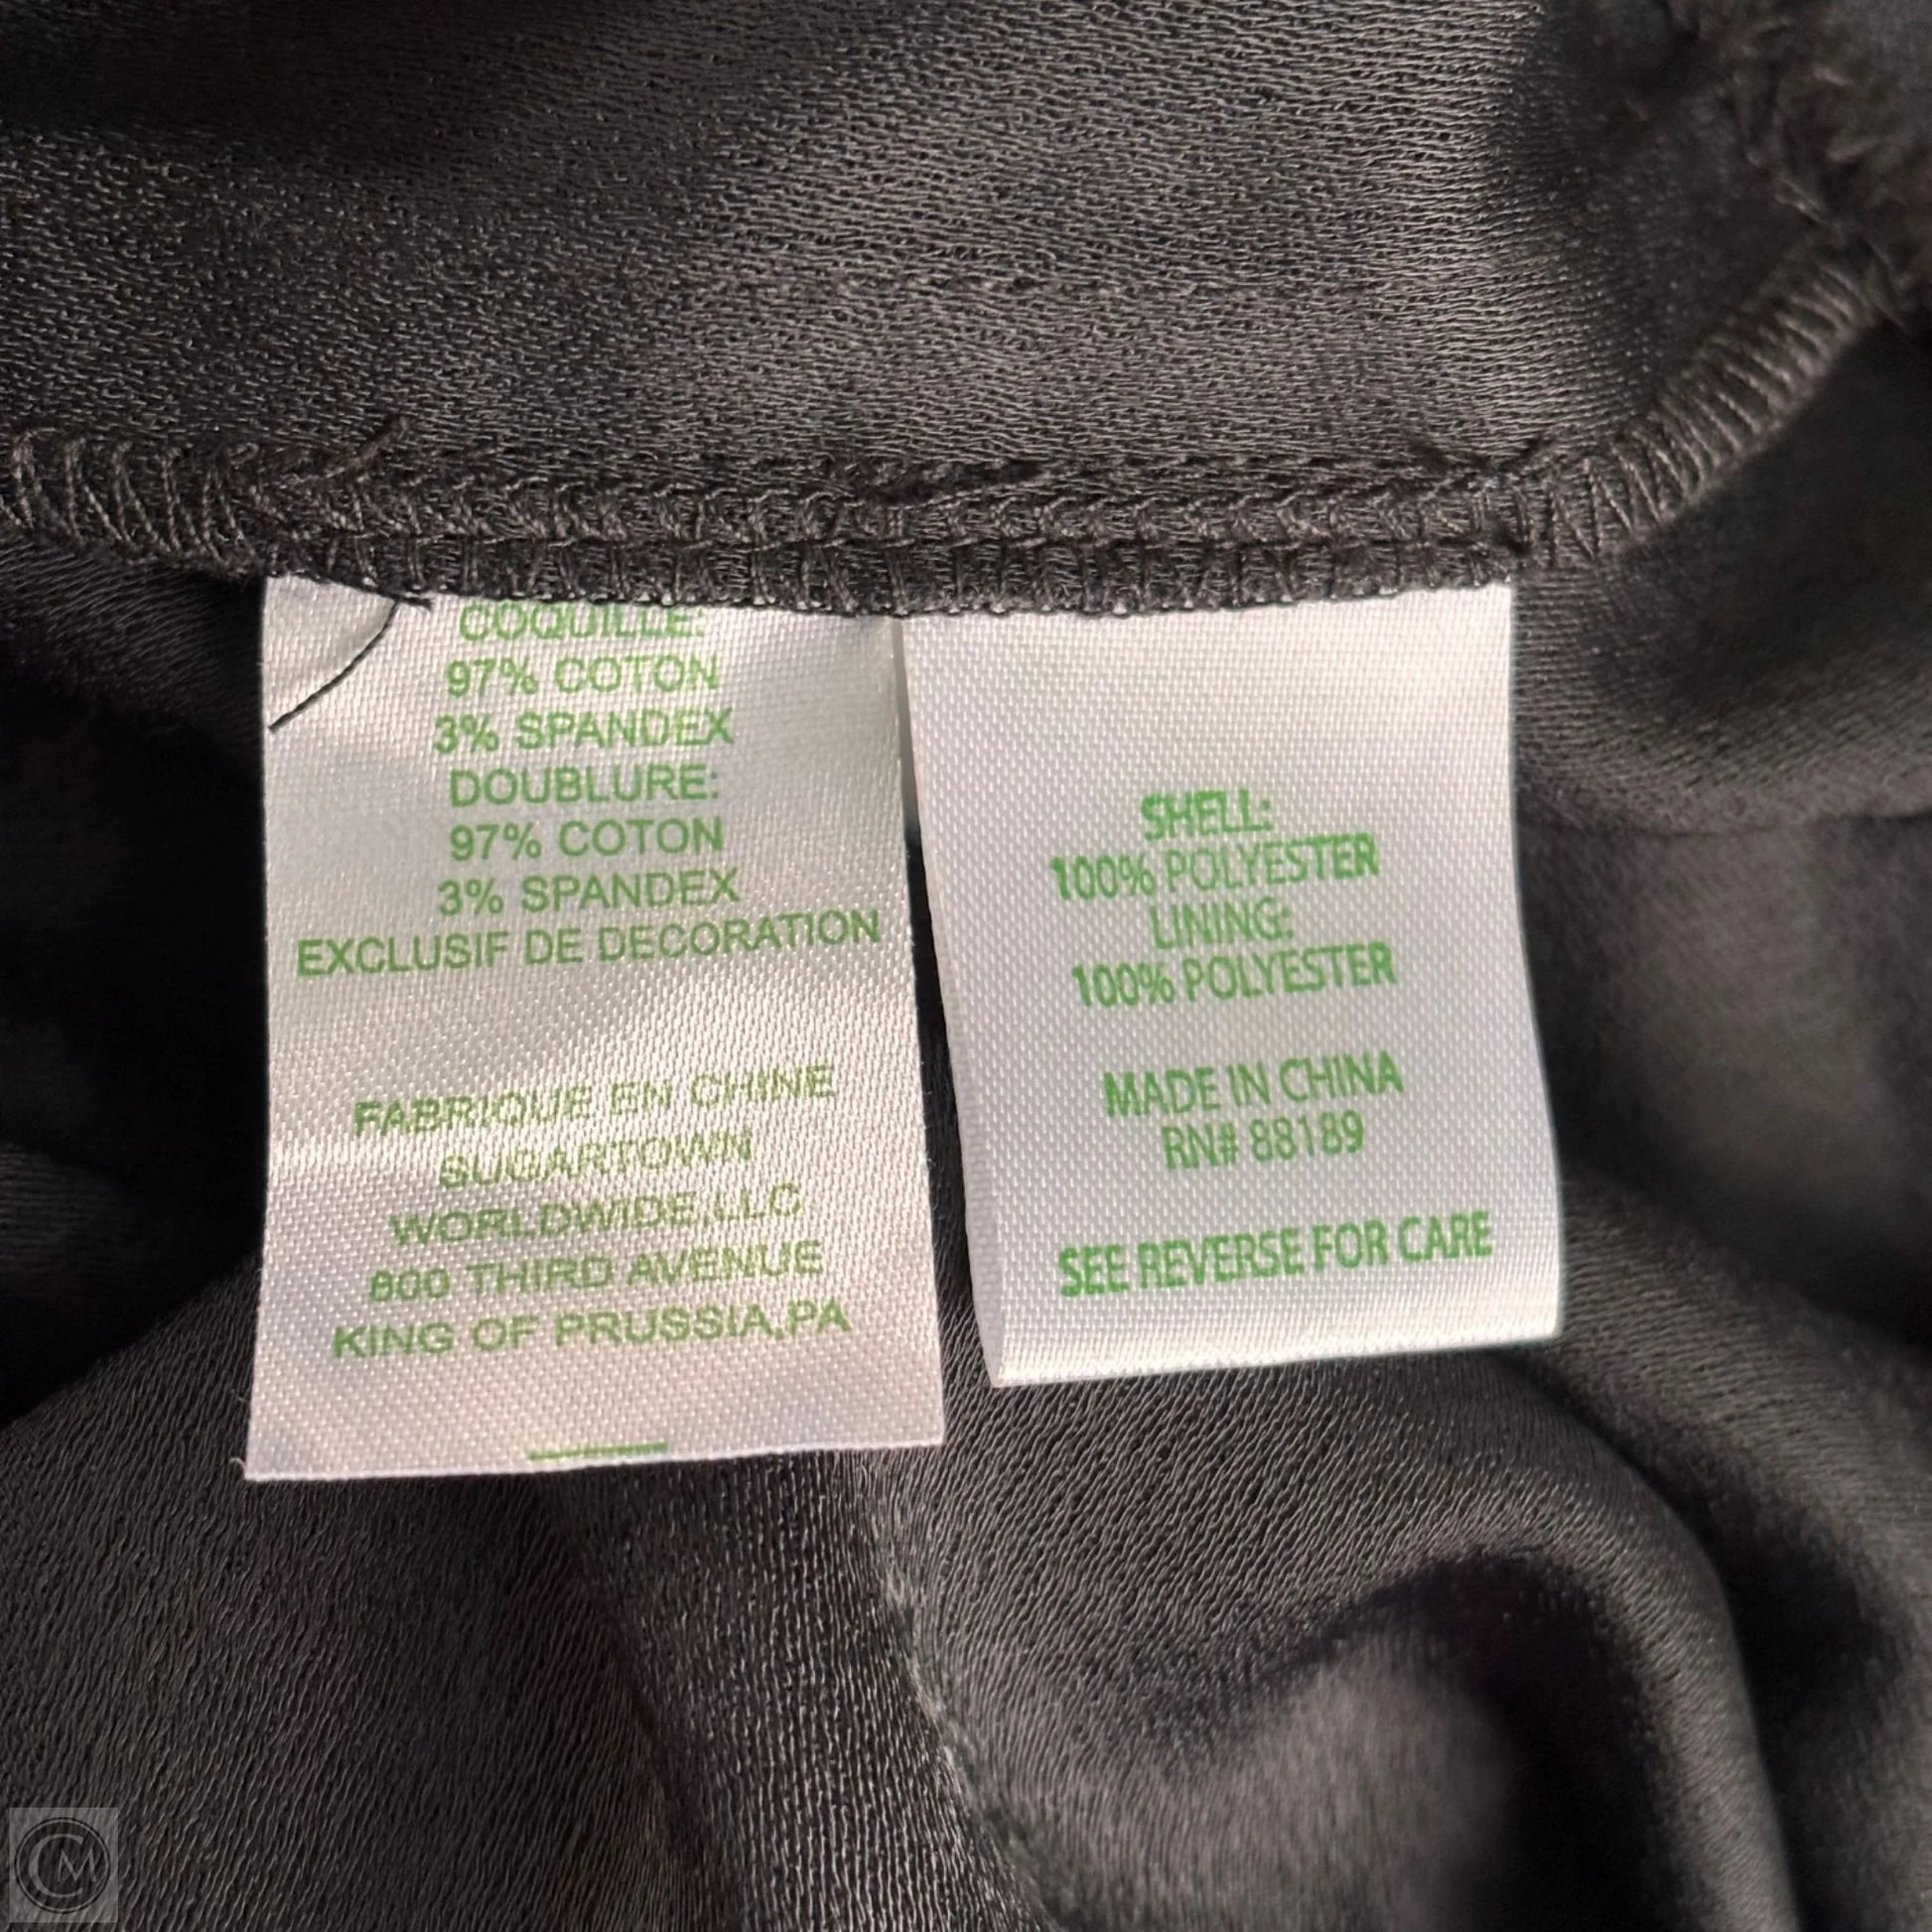 COQUILLE:
97% COTON
3% SPANDEX
DOUBLURE:
97% COTON
3% SPANDEX
EXCLUSIF DE DECORATION
FABRIQUE EN CHINE
SUGARTOWN
WORLDWIDE,LLC
800 THIRD AVENUE
KING OF PRUSSIA,PA
SHELL:
100% POLYESTER
LINING:
100% POLYESTER
MADE IN CHINA
RN# 88189
SEE REVERSE FOR CARE
CM